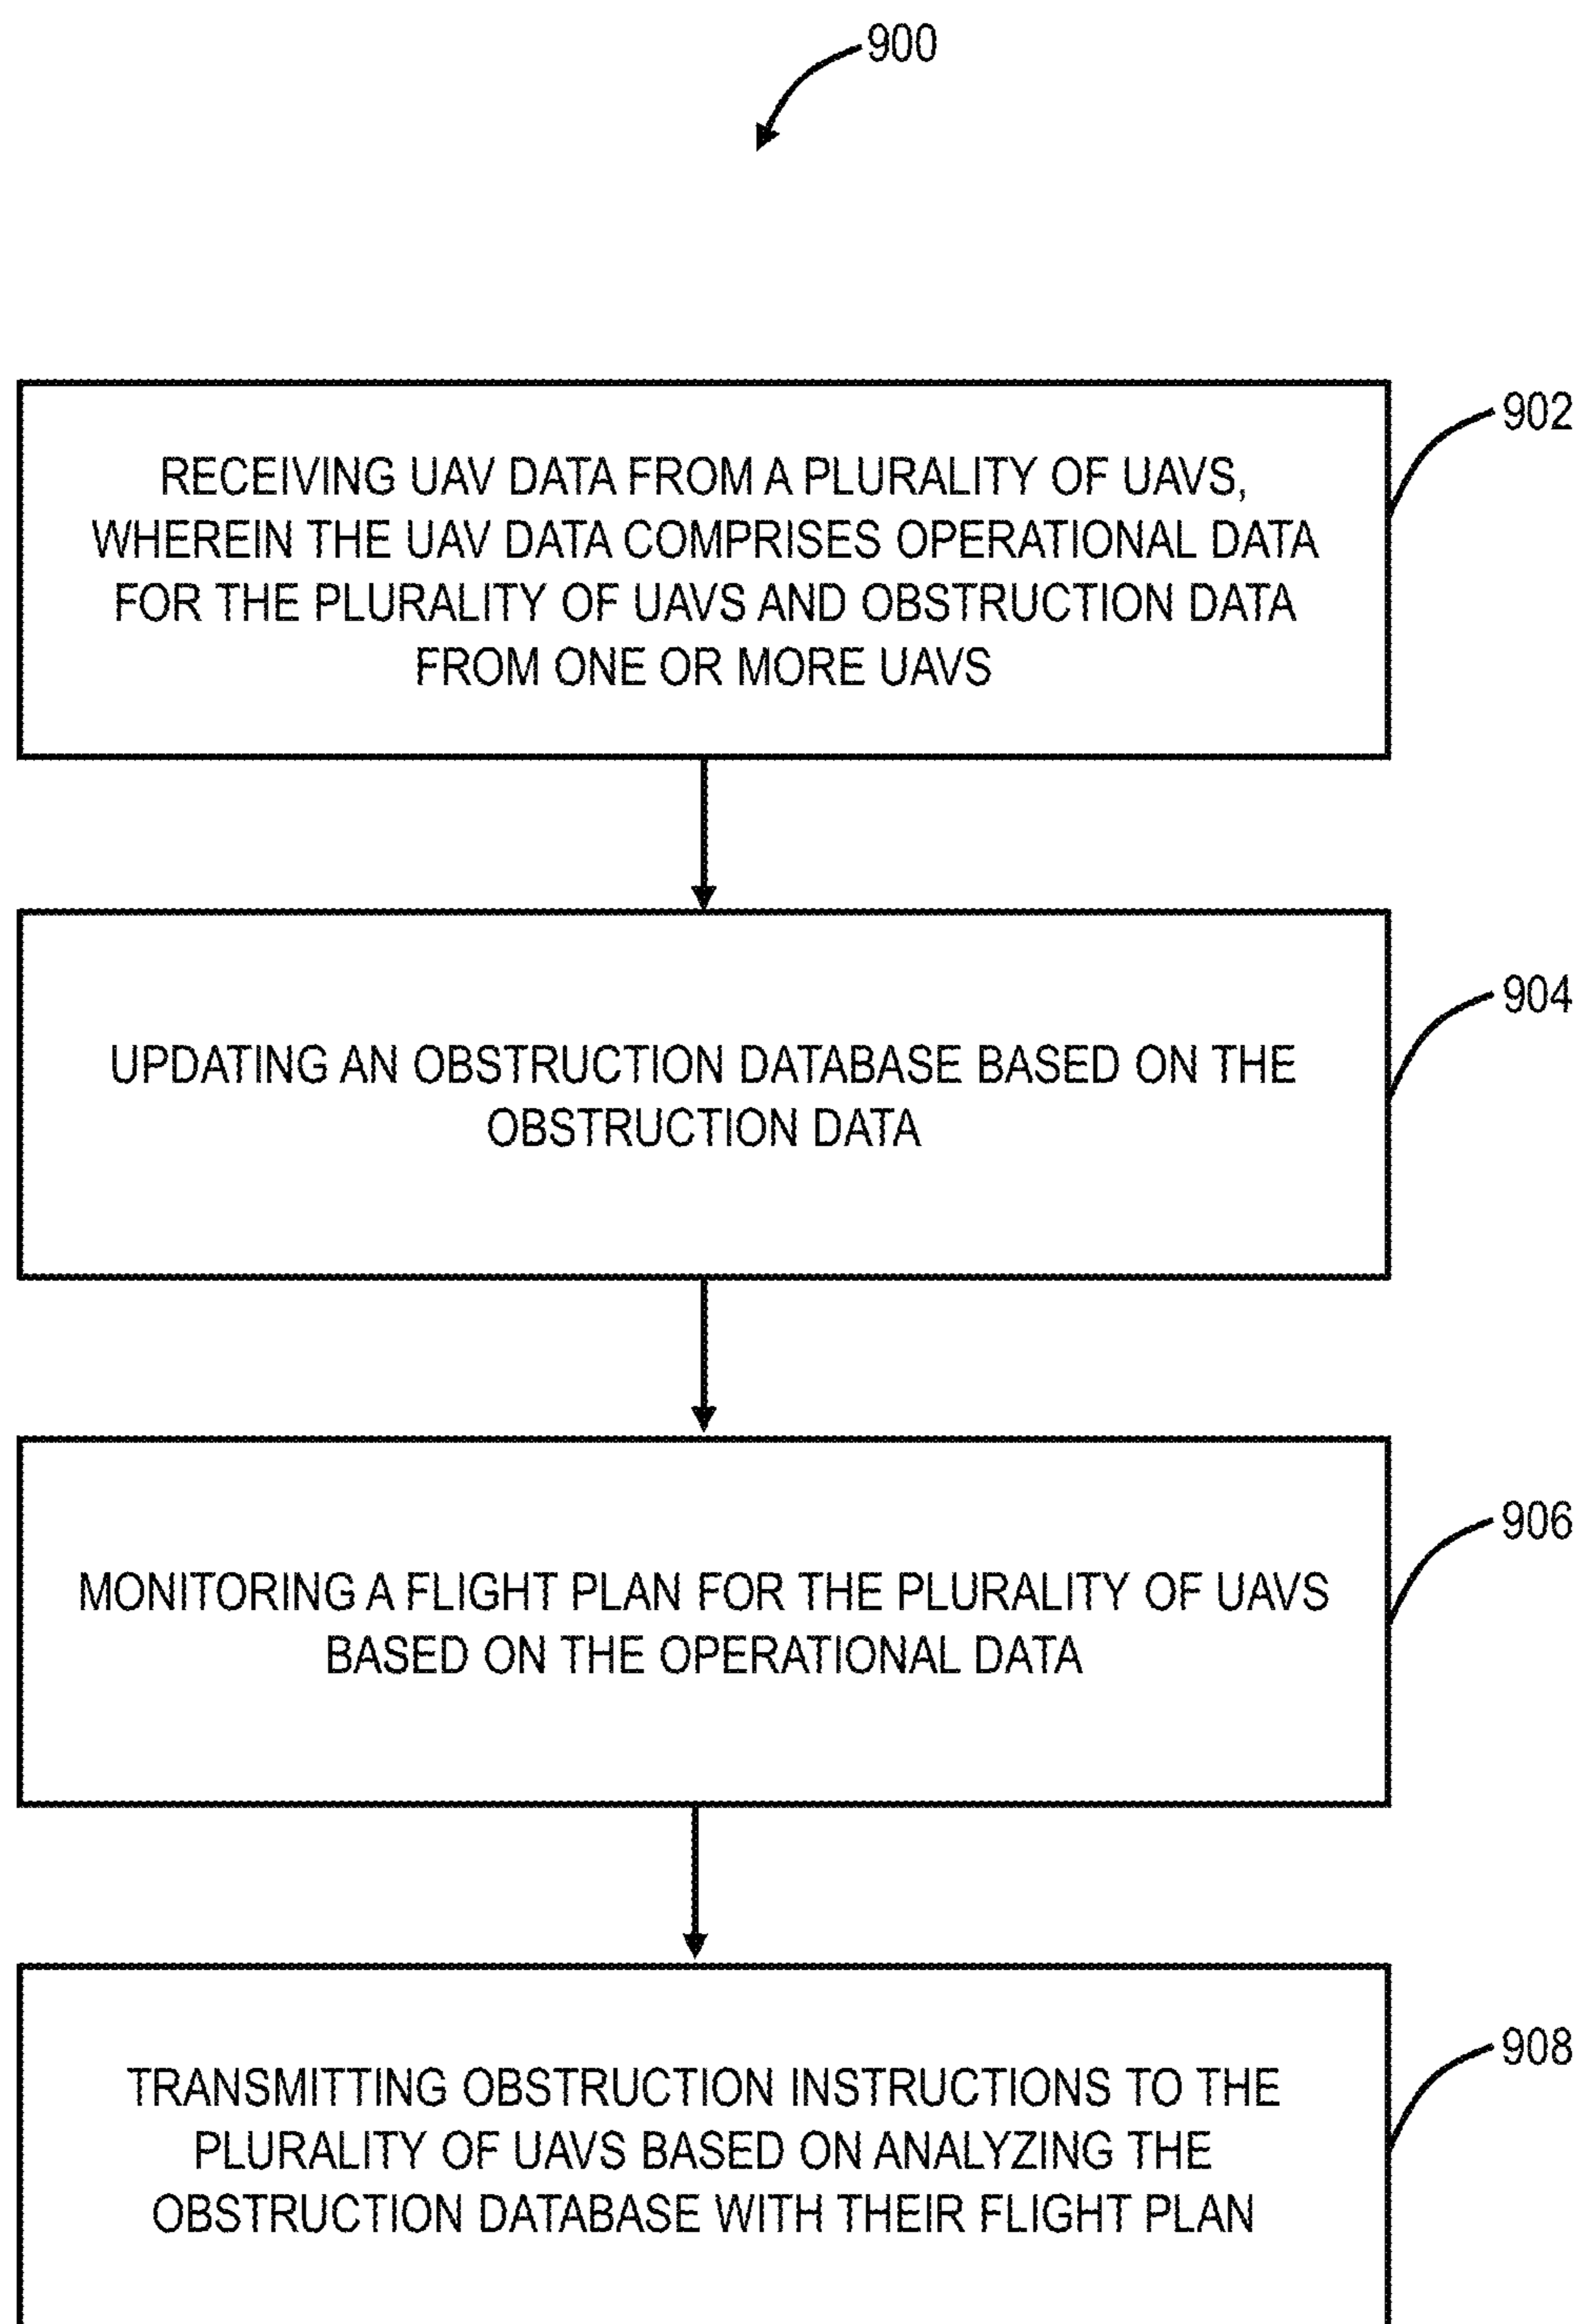 900
902
RECEIVING UAV DATA FROM A PLURALITY OF UAVS,
WHEREIN THE UAV DATA COMPRISES OPERATIONAL DATA
FOR THE PLURALITY OF UAVS AND OBSTRUCTION DATA
FROM ONE OR MORE UAVS
904
UPDATING AN OBSTRUCTION DATABASE BASED ON THE
OBSTRUCTION DATA
906
MONITORING A FLIGHT PLAN FOR THE PLURALITY OF UAVS
BASED ON THE OPERATIONAL DATA
908
TRANSMITTING OBSTRUCTION INSTRUCTIONS TO THE
PLURALITY OF UAVS BASED ON ANALYZING THE
OBSTRUCTION DATABASE WITH THEIR FLIGHT PLAN